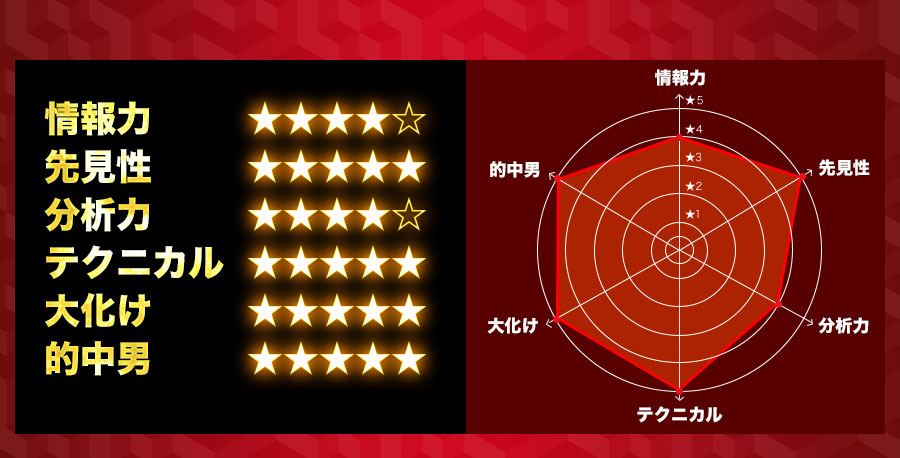 情報力 ★★★★☆
先見性 ★★★★★
分析力 ★★★★☆
テクニカル ★★★★★
大化け ★★★★★
的中男 ★★★★★
情報力
★5
★4
★3
★2
★1
的中男
先見性
大化け
分析力
テクニカル